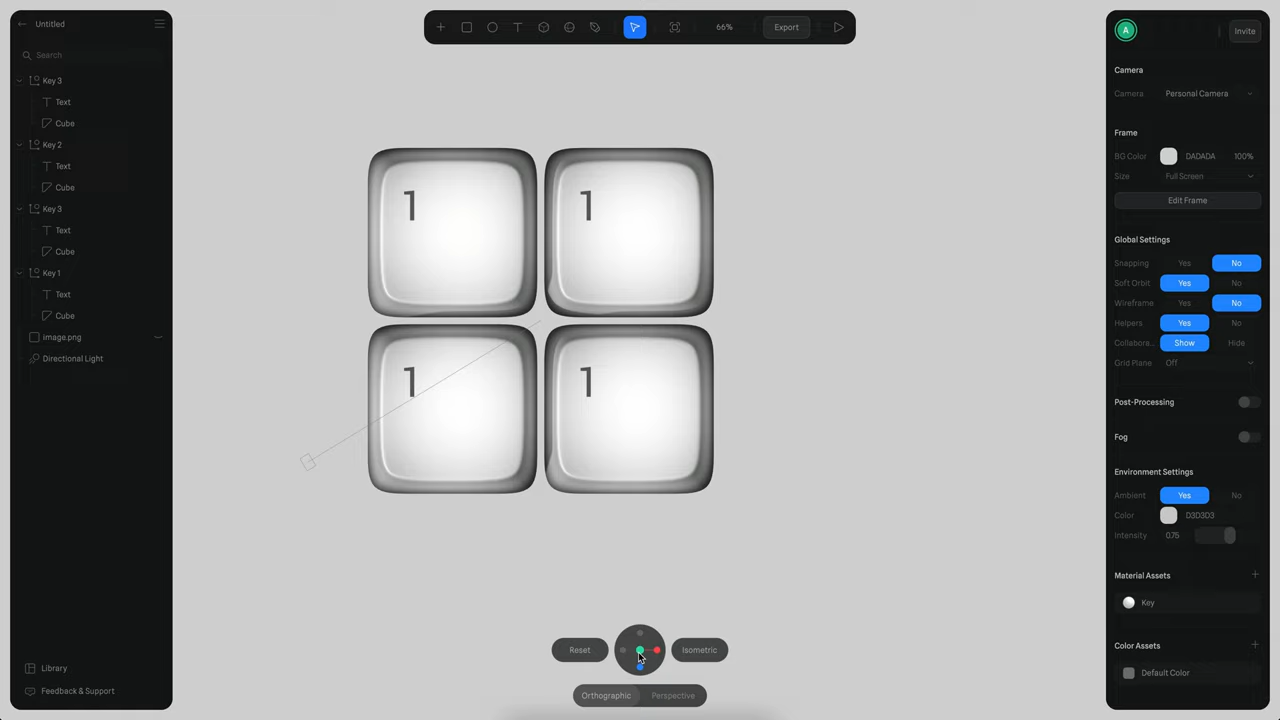 Untitled
Search
Key 3
Text
Cube
Key 2
Text
Cube
Key 3
Text
Cube
Key 1
Text
Cube
image.png
Directional Light
Library
Feedback & Support
T
66%
Export
1 1
1 1
Reset
Isometric
Orthographic Perspective
A
Invite
Camera
Camera Personal Camera
Frame
BG Color DADADA 100%
Size Full Screen
Edit Frame
Global Settings
Snapping Yes No
Soft Orbit Yes No
Wireframe Yes No
Helpers Yes No
Collabora... Show Hide
Grid Plane Off
Post-Processing
Fog
Environment Settings
Ambient Yes No
Color D3D3D3
Intensity 0.75
Material Assets
Key
Color Assets
Default Color